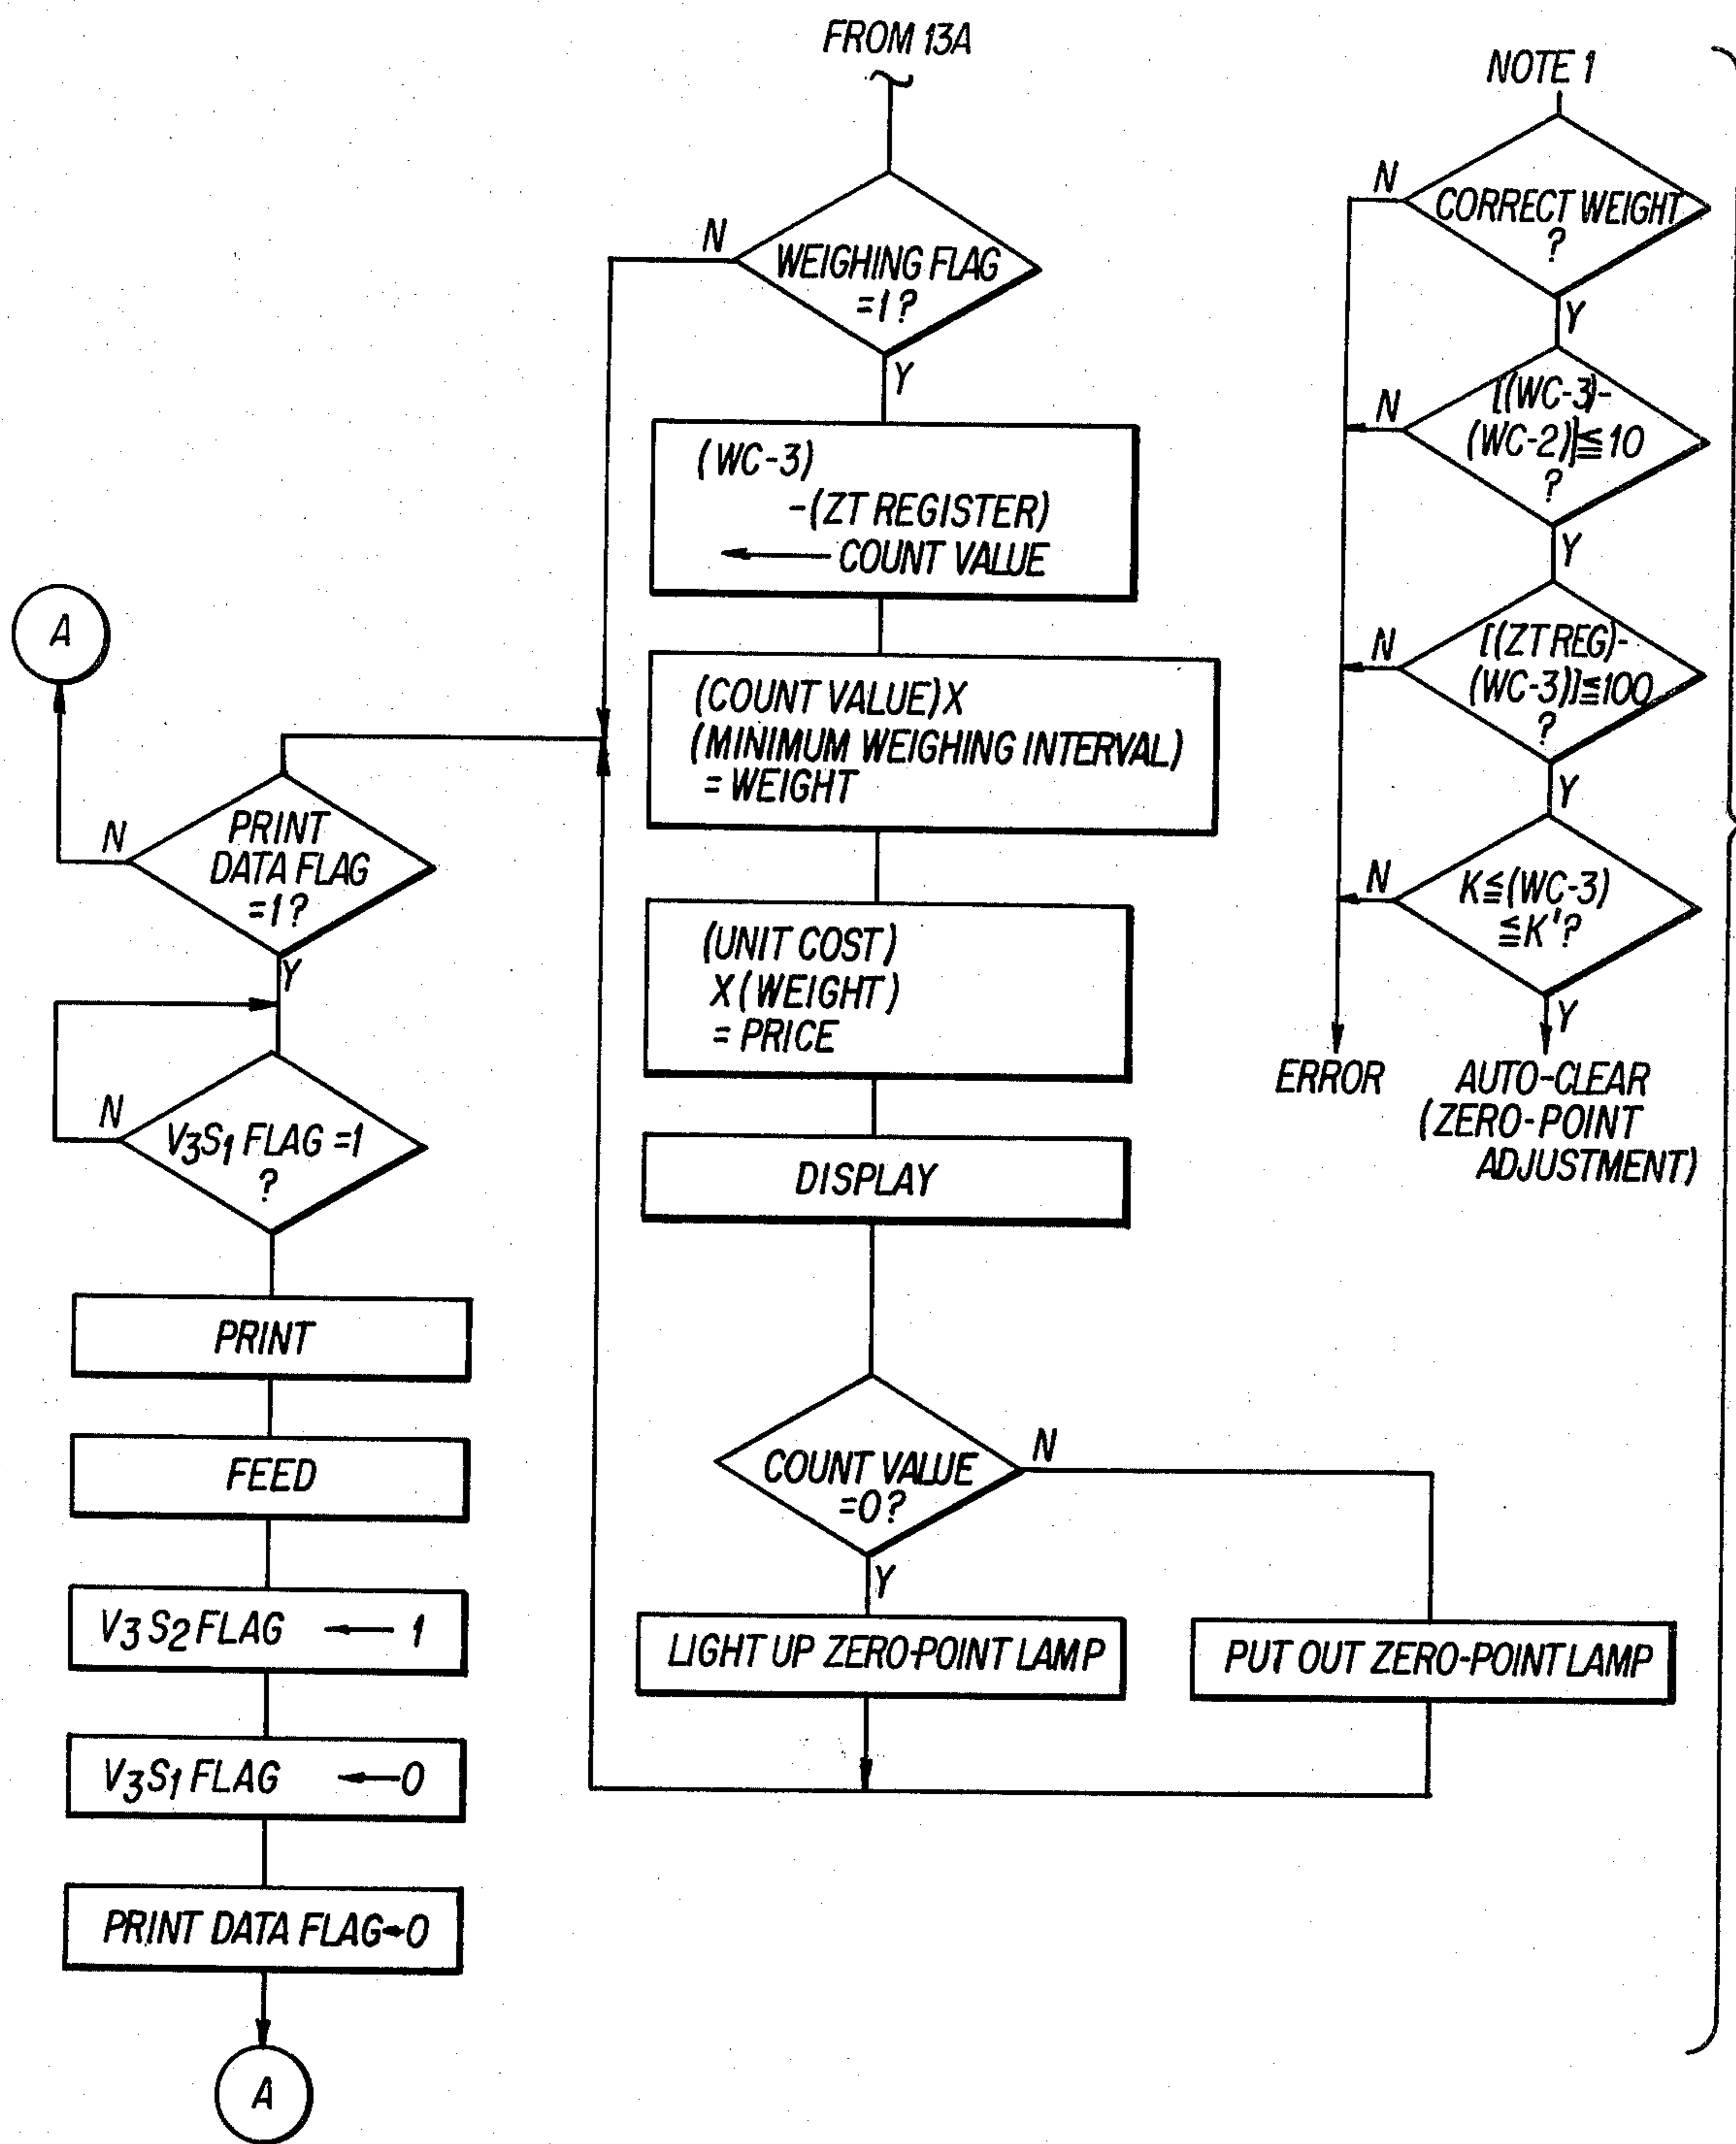 FROM 13A
WEIGHING FLAG
=1?
N
Y
(WC-3)
-(ZT REGISTER)
← COUNT VALUE
(COUNT VALUE)X
(MINIMUM WEIGHING INTERVAL)
= WEIGHT
(UNIT COST)
X(WEIGHT)
= PRICE
DISPLAY
COUNT VALUE
=0?
N
Y
LIGHT UP ZERO-POINT LAMP
PUT OUT ZERO-POINT LAMP
A
PRINT
DATA FLAG
=1?
N
Y
V3S1 FLAG =1
?
N
PRINT
FEED
V3S2 FLAG ← 1
V3S1 FLAG ← 0
PRINT DATA FLAG←0
A
NOTE 1
CORRECT WEIGHT
?
N
Y
[(WC-3)-
(WC-2)]≦10
?
N
Y
[(ZT REG)-
(WC-3)]≦100
?
N
Y
K≦(WC-3)
≦K'?
N
Y
ERROR
AUTO-CLEAR
(ZERO-POINT
ADJUSTMENT)